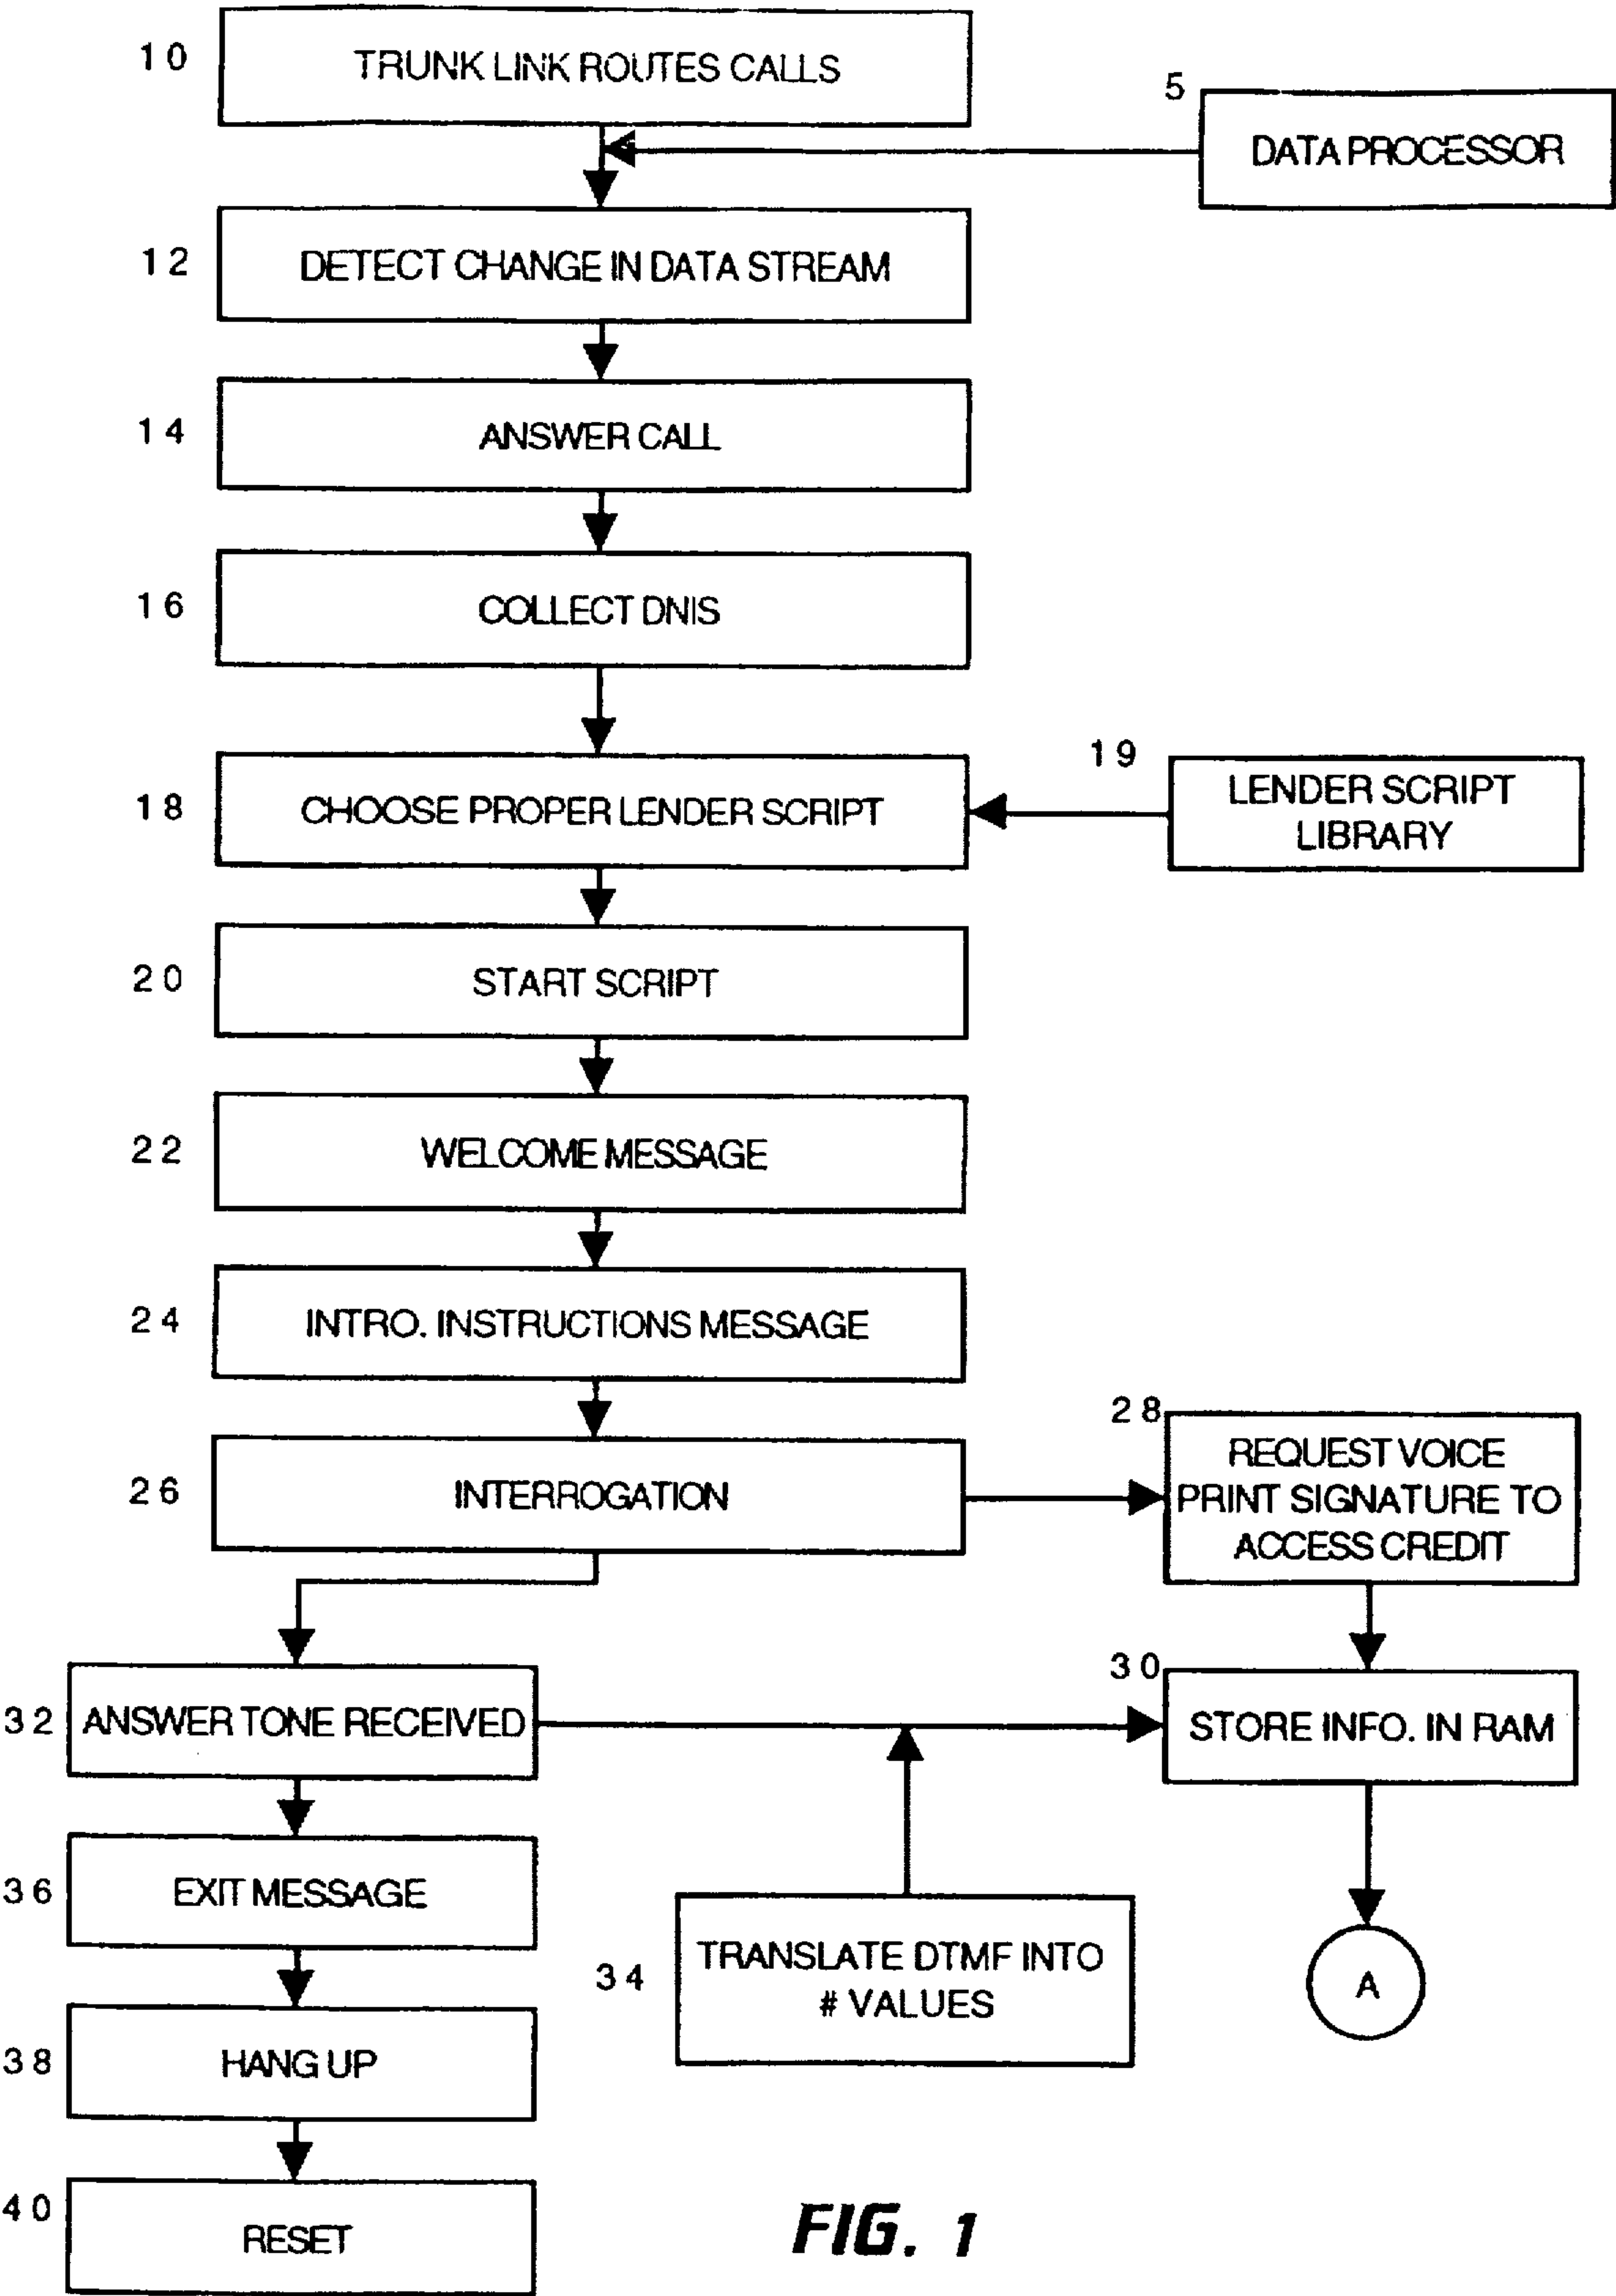 10
TRUNK LINK ROUTES CALLS
5
DATA PROCESSOR
12
DETECT CHANGE IN DATA STREAM
14
ANSWER CALL
16
COLLECT DNIS
18
CHOOSE PROPER LENDER SCRIPT
19
LENDER SCRIPT
LIBRARY
20
START SCRIPT
22
WELCOME MESSAGE
24
INTRO. INSTRUCTIONS MESSAGE
26
INTERROGATION
28
REQUEST VOICE
PRINT SIGNATURE TO
ACCESS CREDIT
32
ANSWER TONE RECEIVED
30
STORE INFO. IN RAM
36
EXIT MESSAGE
34
TRANSLATE DTMF INTO
# VALUES
A
38
HANG UP
40
RESET
FIG. 1